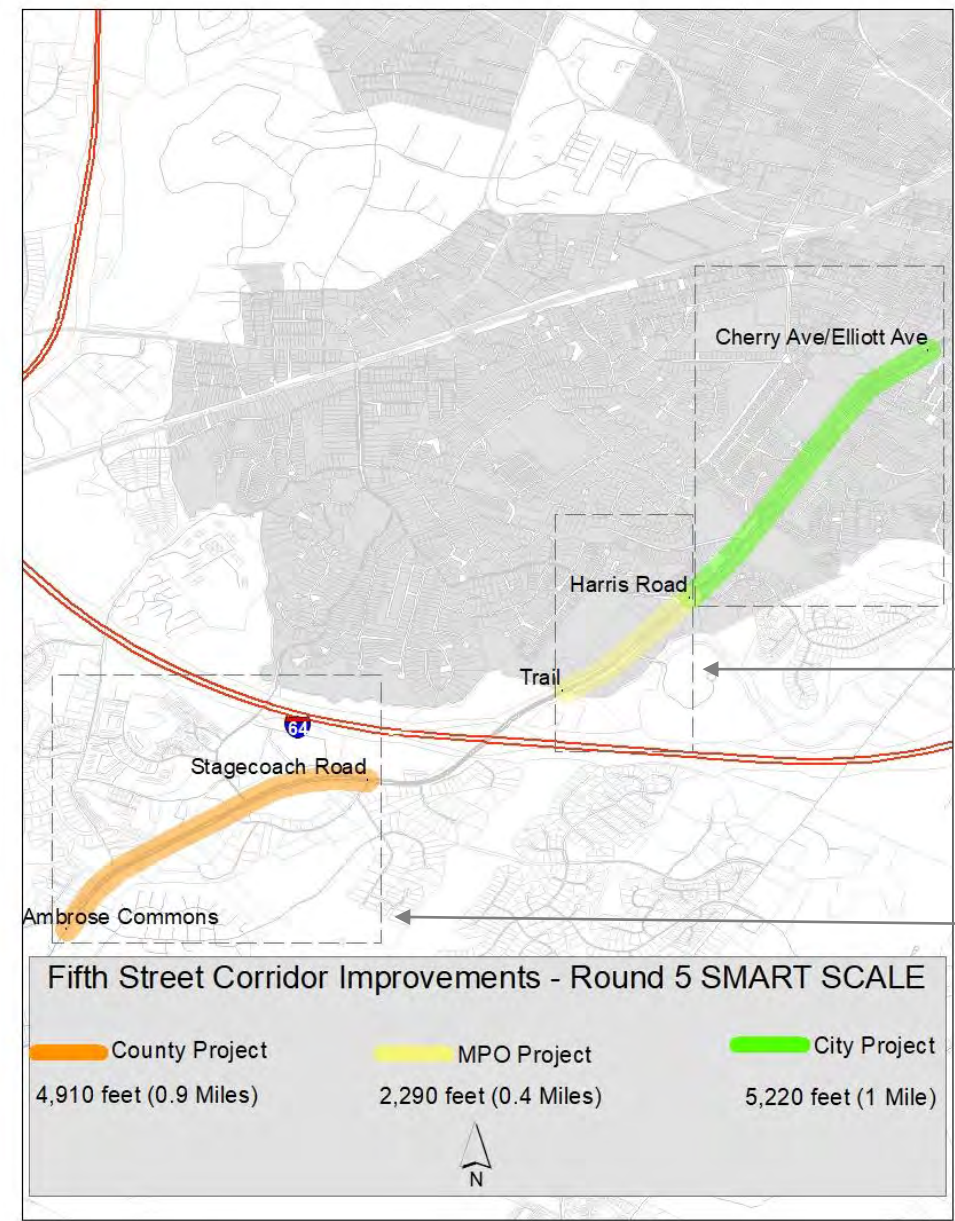 Cherry Ave/Elliott Ave
Harris Road
Trail
64
Stagecoach Road
Ambrose Commons
Fifth Street Corridor Improvements - Round 5 SMART SCALE
County Project
MPO Project
City Project
4,910 feet (0.9 Miles)
2,290 feet (0.4 Miles)
5,220 feet (1 Mile)
N